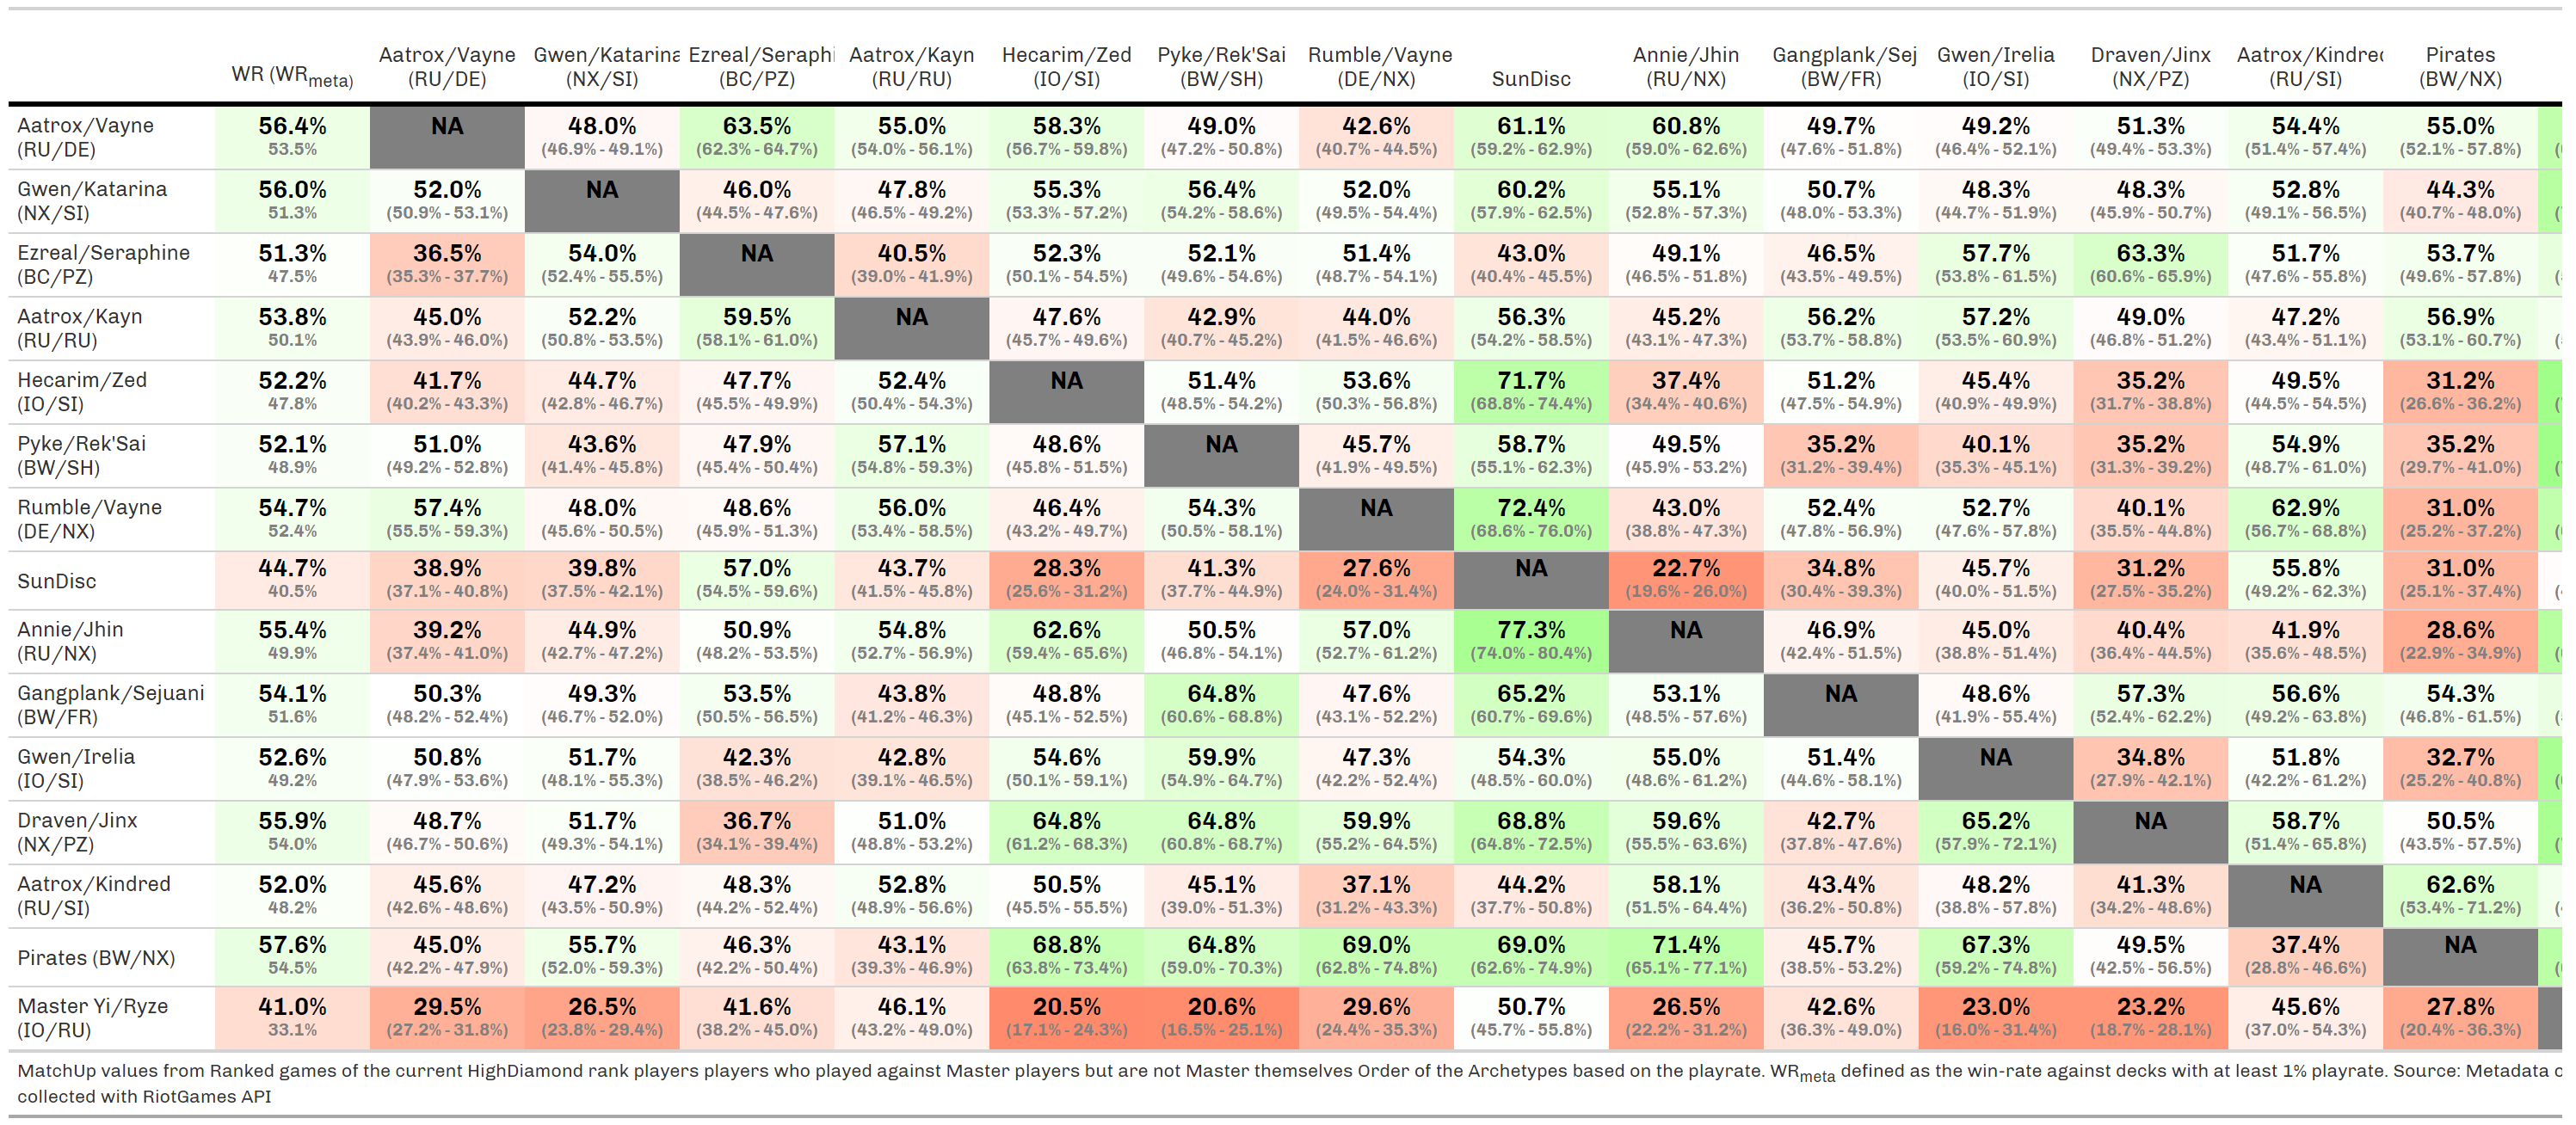 WR (WRmeta) Aatrox/Vayne (RU/DE) Gwen/Katarina (NX/SI) Ezreal/Seraphi (BC/PZ) Aatrox/Kayn (RU/RU) Hecarim/Zed (IO/SI) Pyke/Rek'Sai (BW/SH) Rumble/Vayne (DE/NX) SunDisc Annie/Jhin (RU/NX) Gangplank/Sej (BW/FR) Gwen/Irelia (IO/SI) Draven/Jinx (NX/PZ) Aatrox/Kindred (RU/SI) Pirates (BW/NX)
Aatrox/Vayne 56.4% NA 48.0% 63.5% 55.0% 58.3% 49.0% 42.6% 61.1% 60.8% 49.7% 49.2% 51.3% 54.4% 55.0%
(RU/DE) 53.5% (46.9% - 49.1%) (62.3% - 64.7%) (54.0% - 56.1%) (56.7% - 59.8%) (47.2% - 50.8%) (40.7% - 44.5%) (59.2% - 62.9%) (59.0% - 62.6%) (47.6% - 51.8%) (46.4% - 52.1%) (49.4% - 53.3%) (51.4% - 57.4%) (52.1% - 57.8%)
Gwen/Katarina 56.0% 52.0% NA 46.0% 47.8% 55.3% 56.4% 52.0% 60.2% 55.1% 50.7% 48.3% 48.3% 52.8% 44.3%
(NX/SI) 51.3% (50.9% - 53.1%) (44.5% - 47.6%) (46.5% - 49.2%) (53.3% - 57.2%) (54.2% - 58.6%) (49.5% - 54.4%) (57.9% - 62.5%) (52.8% - 57.3%) (48.0% - 53.3%) (44.7% - 51.9%) (45.9% - 50.7%) (49.1% - 56.5%) (40.7% - 48.0%)
Ezreal/Seraphine 51.3% 36.5% 54.0% NA 40.5% 52.3% 52.1% 51.4% 43.0% 49.1% 46.5% 57.7% 63.3% 51.7% 53.7%
(BC/PZ) 47.5% (35.3% - 37.7%) (52.4% - 55.5%) (39.0% - 41.9%) (50.1% - 54.5%) (49.6% - 54.6%) (48.7% - 54.1%) (40.4% - 45.5%) (46.5% - 51.8%) (43.5% - 49.5%) (53.8% - 61.5%) (60.6% - 65.9%) (47.6% - 55.8%) (49.6% - 57.8%)
Aatrox/Kayn 53.8% 45.0% 52.2% 59.5% NA 47.6% 42.9% 44.0% 56.3% 45.2% 56.2% 57.2% 49.0% 47.2% 56.9%
(RU/RU) 50.1% (43.9% - 46.0%) (50.8% - 53.5%) (58.1% - 61.0%) (45.7% - 49.6%) (40.7% - 45.2%) (41.5% - 46.6%) (54.2% - 58.5%) (43.1% - 47.3%) (53.7% - 58.8%) (53.5% - 60.9%) (46.8% - 51.2%) (43.4% - 51.1%) (53.1% - 60.7%)
Hecarim/Zed 52.2% 41.7% 44.7% 47.7% 52.4% NA 51.4% 53.6% 71.7% 37.4% 51.2% 45.4% 35.2% 49.5% 31.2%
(IO/SI) 47.8% (40.2% - 43.3%) (42.8% - 46.7%) (45.5% - 49.9%) (50.4% - 54.3%) (48.5% - 54.2%) (50.3% - 56.8%) (68.8% - 74.4%) (34.4% - 40.6%) (47.5% - 54.9%) (40.9% - 49.9%) (31.7% - 38.8%) (44.5% - 54.5%) (26.6% - 36.2%)
Pyke/Rek'Sai 52.1% 51.0% 43.6% 47.9% 57.1% 48.6% NA 45.7% 58.7% 49.5% 35.2% 40.1% 35.2% 54.9% 35.2%
(BW/SH) 48.9% (49.2% - 52.8%) (41.4% - 45.8%) (45.4% - 50.4%) (54.8% - 59.3%) (45.8% - 51.5%) (41.9% - 49.5%) (55.1% - 62.3%) (45.9% - 53.2%) (31.2% - 39.4%) (35.3% - 45.1%) (31.3% - 39.2%) (48.7% - 61.0%) (29.7% - 41.0%)
Rumble/Vayne 54.7% 57.4% 48.0% 48.6% 56.0% 46.4% 54.3% NA 72.4% 43.0% 52.4% 52.7% 40.1% 62.9% 31.0%
(DE/NX) 52.4% (55.5% - 59.3%) (45.6% - 50.5%) (45.9% - 51.3%) (53.4% - 58.5%) (43.2% - 49.7%) (50.5% - 58.1%) (68.6% - 76.0%) (38.8% - 47.3%) (47.8% - 56.9%) (47.6% - 57.8%) (35.5% - 44.8%) (56.7% - 68.8%) (25.2% - 37.2%)
SunDisc 44.7% 38.9% 39.8% 57.0% 43.7% 28.3% 41.3% 27.6% NA 22.7% 34.8% 45.7% 31.2% 55.8% 31.0%
40.5% (37.1% - 40.8%) (37.5% - 42.1%) (54.5% - 59.6%) (41.5% - 45.8%) (25.6% - 31.2%) (37.7% - 44.9%) (24.0% - 31.4%) (19.6% - 26.0%) (30.4% - 39.3%) (40.0% - 51.5%) (27.5% - 35.2%) (49.2% - 62.3%) (25.1% - 37.4%)
Annie/Jhin 55.4% 39.2% 44.9% 50.9% 54.8% 62.6% 50.5% 57.0% 77.3% NA 46.9% 45.0% 40.4% 41.9% 28.6%
(RU/NX) 49.9% (37.4% - 41.0%) (42.7% - 47.2%) (48.2% - 53.5%) (52.7% - 56.9%) (59.4% - 65.6%) (46.8% - 54.1%) (52.7% - 61.2%) (74.0% - 80.4%) (42.4% - 51.5%) (38.8% - 51.4%) (36.4% - 44.5%) (35.6% - 48.5%) (22.9% - 34.9%)
Gangplank/Sejuani 54.1% 50.3% 49.3% 53.5% 43.8% 48.8% 64.8% 47.6% 65.2% 53.1% NA 48.6% 57.3% 56.6% 54.3%
(BW/FR) 51.6% (48.2% - 52.4%) (46.7% - 52.0%) (50.5% - 56.5%) (41.2% - 46.3%) (45.1% - 52.5%) (60.6% - 68.8%) (43.1% - 52.2%) (60.7% - 69.6%) (48.5% - 57.6%) (41.9% - 55.4%) (52.4% - 62.2%) (49.2% - 63.8%) (46.8% - 61.5%)
Gwen/Irelia 52.6% 50.8% 51.7% 42.3% 42.8% 54.6% 59.9% 47.3% 54.3% 55.0% 51.4% NA 34.8% 51.8% 32.7%
(IO/SI) 49.2% (47.9% - 53.6%) (48.1% - 55.3%) (38.5% - 46.2%) (39.1% - 46.5%) (50.1% - 59.1%) (54.9% - 64.7%) (42.2% - 52.4%) (48.5% - 60.0%) (48.6% - 61.2%) (44.6% - 58.1%) (27.9% - 42.1%) (42.2% - 61.2%) (25.2% - 40.8%)
Draven/Jinx 55.9% 48.7% 51.7% 36.7% 51.0% 64.8% 64.8% 59.9% 68.8% 59.6% 42.7% 65.2% NA 58.7% 50.5%
(NX/PZ) 54.0% (46.7% - 50.6%) (49.3% - 54.1%) (34.1% - 39.4%) (48.8% - 53.2%) (61.2% - 68.3%) (60.8% - 68.7%) (55.2% - 64.5%) (64.8% - 72.5%) (55.5% - 63.6%) (37.8% - 47.6%) (57.9% - 72.1%) (51.4% - 65.8%) (43.5% - 57.5%)
Aatrox/Kindred 52.0% 45.6% 47.2% 48.3% 52.8% 50.5% 45.1% 37.1% 44.2% 58.1% 43.4% 48.2% 41.3% NA 62.6%
(RU/SI) 48.2% (42.6% - 48.6%) (43.5% - 50.9%) (44.2% - 52.4%) (48.9% - 56.6%) (45.5% - 55.5%) (39.0% - 51.3%) (31.2% - 43.3%) (37.7% - 50.8%) (51.5% - 64.4%) (36.2% - 50.8%) (38.8% - 57.8%) (34.2% - 48.6%) (53.4% - 71.2%)
Pirates (BW/NX) 57.6% 45.0% 55.7% 46.3% 43.1% 68.8% 64.8% 69.0% 69.0% 71.4% 45.7% 67.3% 49.5% 37.4% NA
54.5% (42.2% - 47.9%) (52.0% - 59.3%) (42.2% - 50.4%) (39.3% - 46.9%) (63.8% - 73.4%) (59.0% - 70.3%) (62.8% - 74.8%) (62.6% - 74.9%) (65.1% - 77.1%) (38.5% - 53.2%) (59.2% - 74.8%) (42.5% - 56.5%) (28.8% - 46.6%)
Master Yi/Ryze 41.0% 29.5% 26.5% 41.6% 46.1% 20.5% 20.6% 29.6% 50.7% 26.5% 42.6% 23.0% 23.2% 45.6% 27.8%
(IO/RU) 33.1% (27.2% - 31.8%) (23.8% - 29.4%) (38.2% - 45.0%) (43.2% - 49.0%) (17.1% - 24.3%) (16.5% - 25.1%) (24.4% - 35.3%) (45.7% - 55.8%) (22.2% - 31.2%) (36.3% - 49.0%) (16.0% - 31.4%) (18.7% - 28.1%) (37.0% - 54.3%) (20.4% - 36.3%)
MatchUp values from Ranked games of the current HighDiamond rank players players who played against Master players but are not Master themselves Order of the Archetypes based on the playrate. WRmeta defined as the win-rate against decks with at least 1% playrate. Source: Metadata
collected with RiotGames API